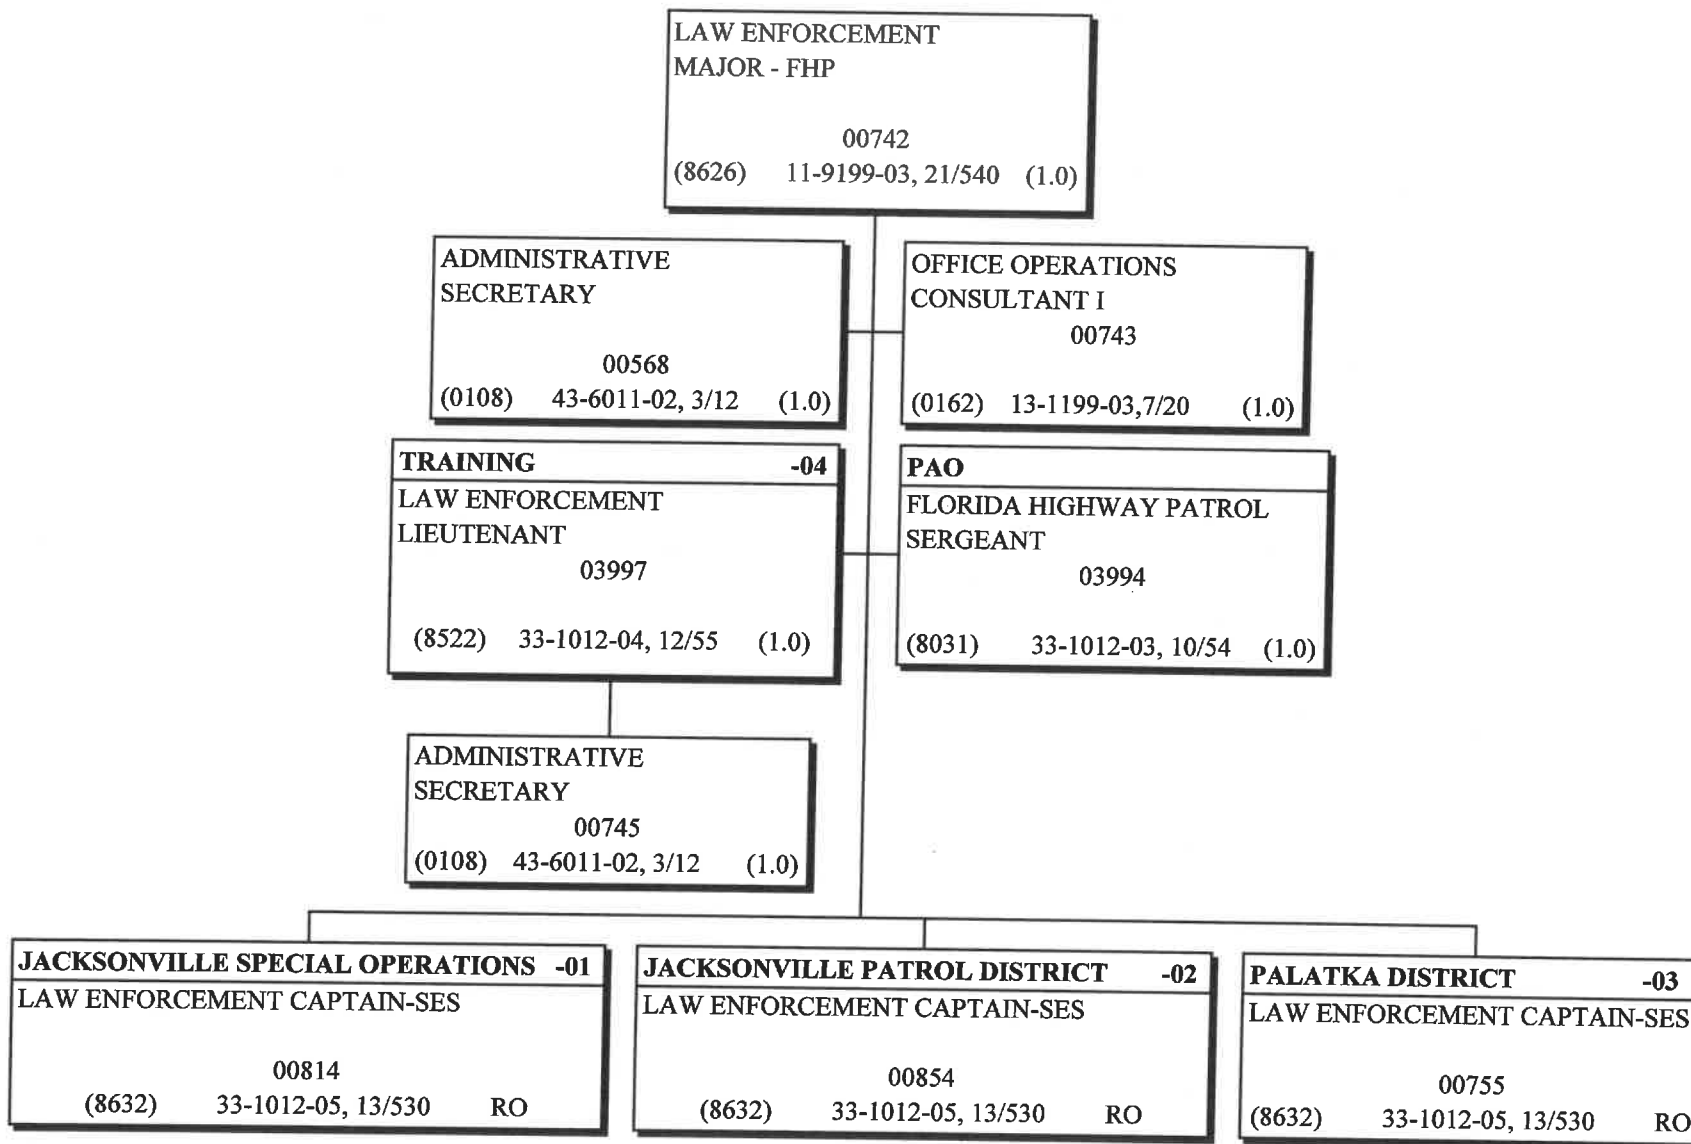 LAW ENFORCEMENT
MAJOR - FHP
00742
(8626) 11-9199-03, 21/540 (1.0)
ADMINISTRATIVE
SECRETARY
00568
(0108) 43-6011-02, 3/12 (1.0)
OFFICE OPERATIONS
CONSULTANT I
00743
(0162) 13-1199-03,7/20 (1.0)
TRAINING -04
LAW ENFORCEMENT
LIEUTENANT
03997
(8522) 33-1012-04, 12/55 (1.0)
PAO
FLORIDA HIGHWAY PATROL
SERGEANT
03994
(8031) 33-1012-03, 10/54 (1.0)
ADMINISTRATIVE
SECRETARY
00745
(0108) 43-6011-02, 3/12 (1.0)
JACKSONVILLE SPECIAL OPERATIONS -01
LAW ENFORCEMENT CAPTAIN-SES
00814
(8632) 33-1012-05, 13/530 RO
JACKSONVILLE PATROL DISTRICT -02
LAW ENFORCEMENT CAPTAIN-SES
00854
(8632) 33-1012-05, 13/530 RO
PALATKA DISTRICT -03
LAW ENFORCEMENT CAPTAIN-SES
00755
(8632) 33-1012-05, 13/530 RO